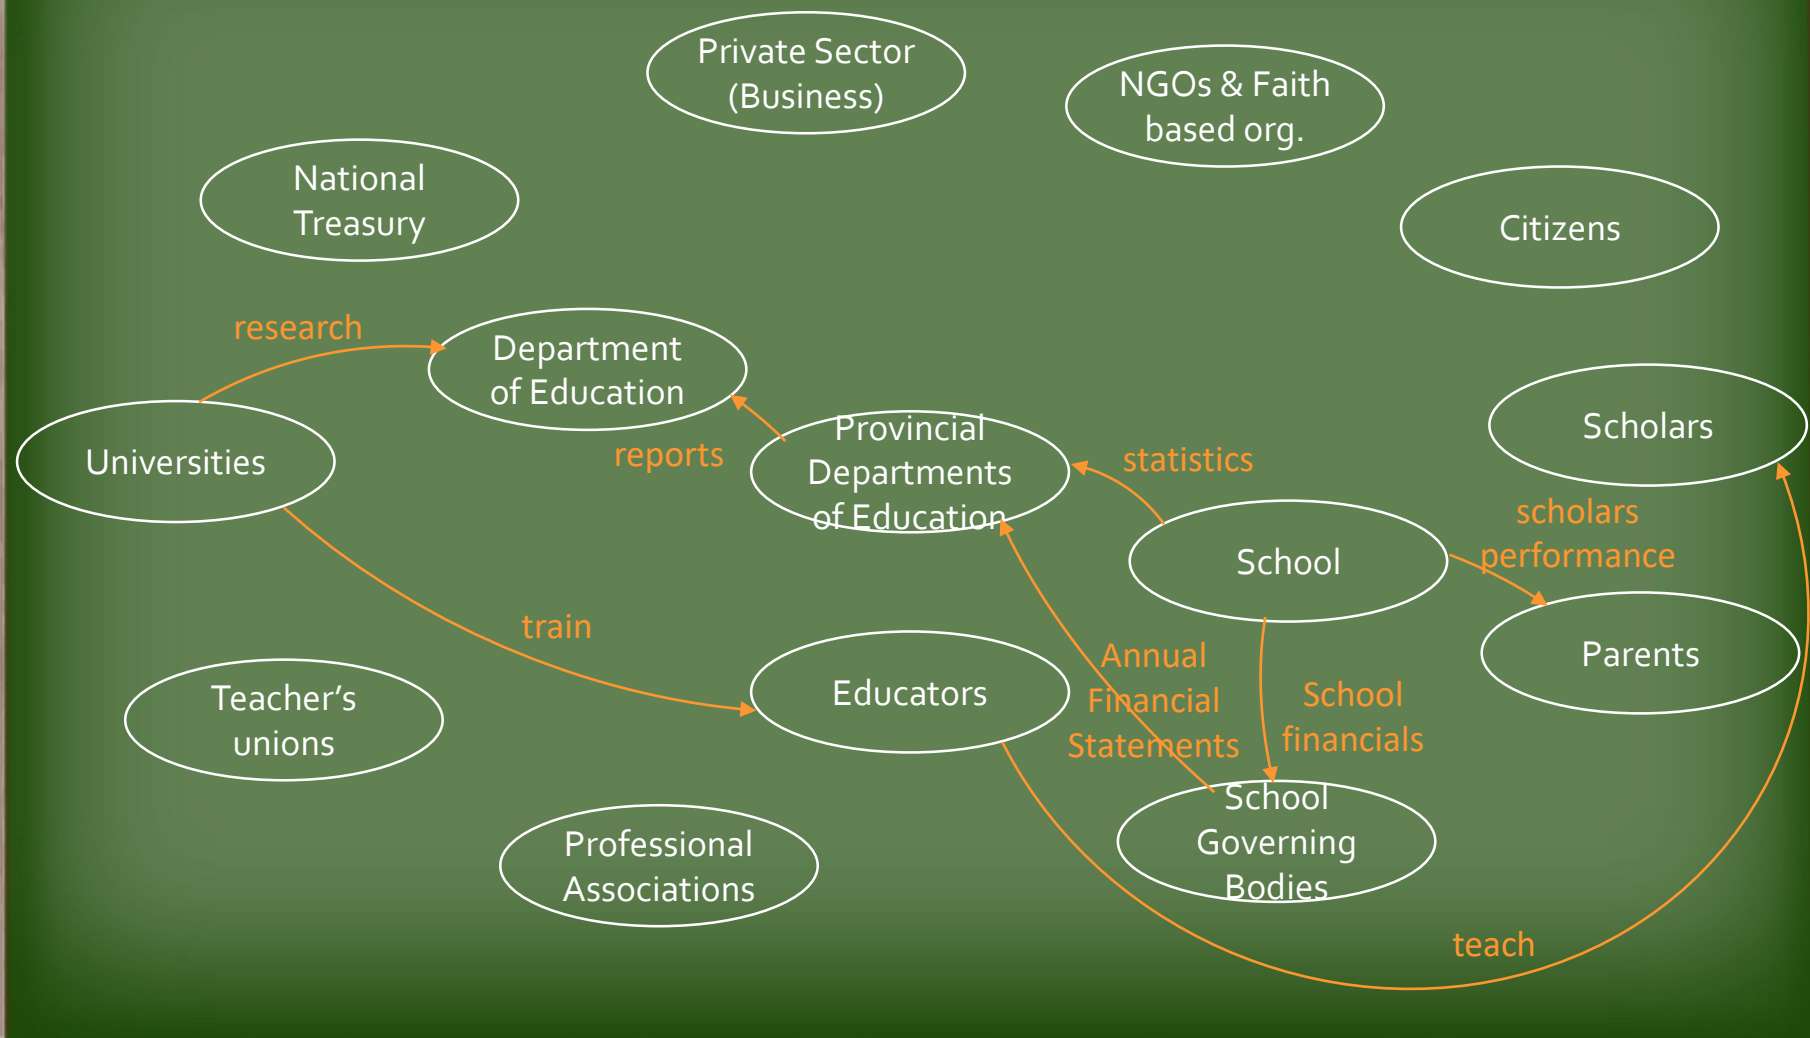 Private Sector
(Business)
NGOs & Faith
based org.
National
Treasury
Citizens
research
Department
of Education
Scholars
Universities
reports
Provincial
Departments
of Education
statistics
scholars
performance
School
train
Educators
Annual
Financial
Statements
School
financials
Parents
Teacher’s
unions
School
Governing
Bodies
Professional
Associations
teach